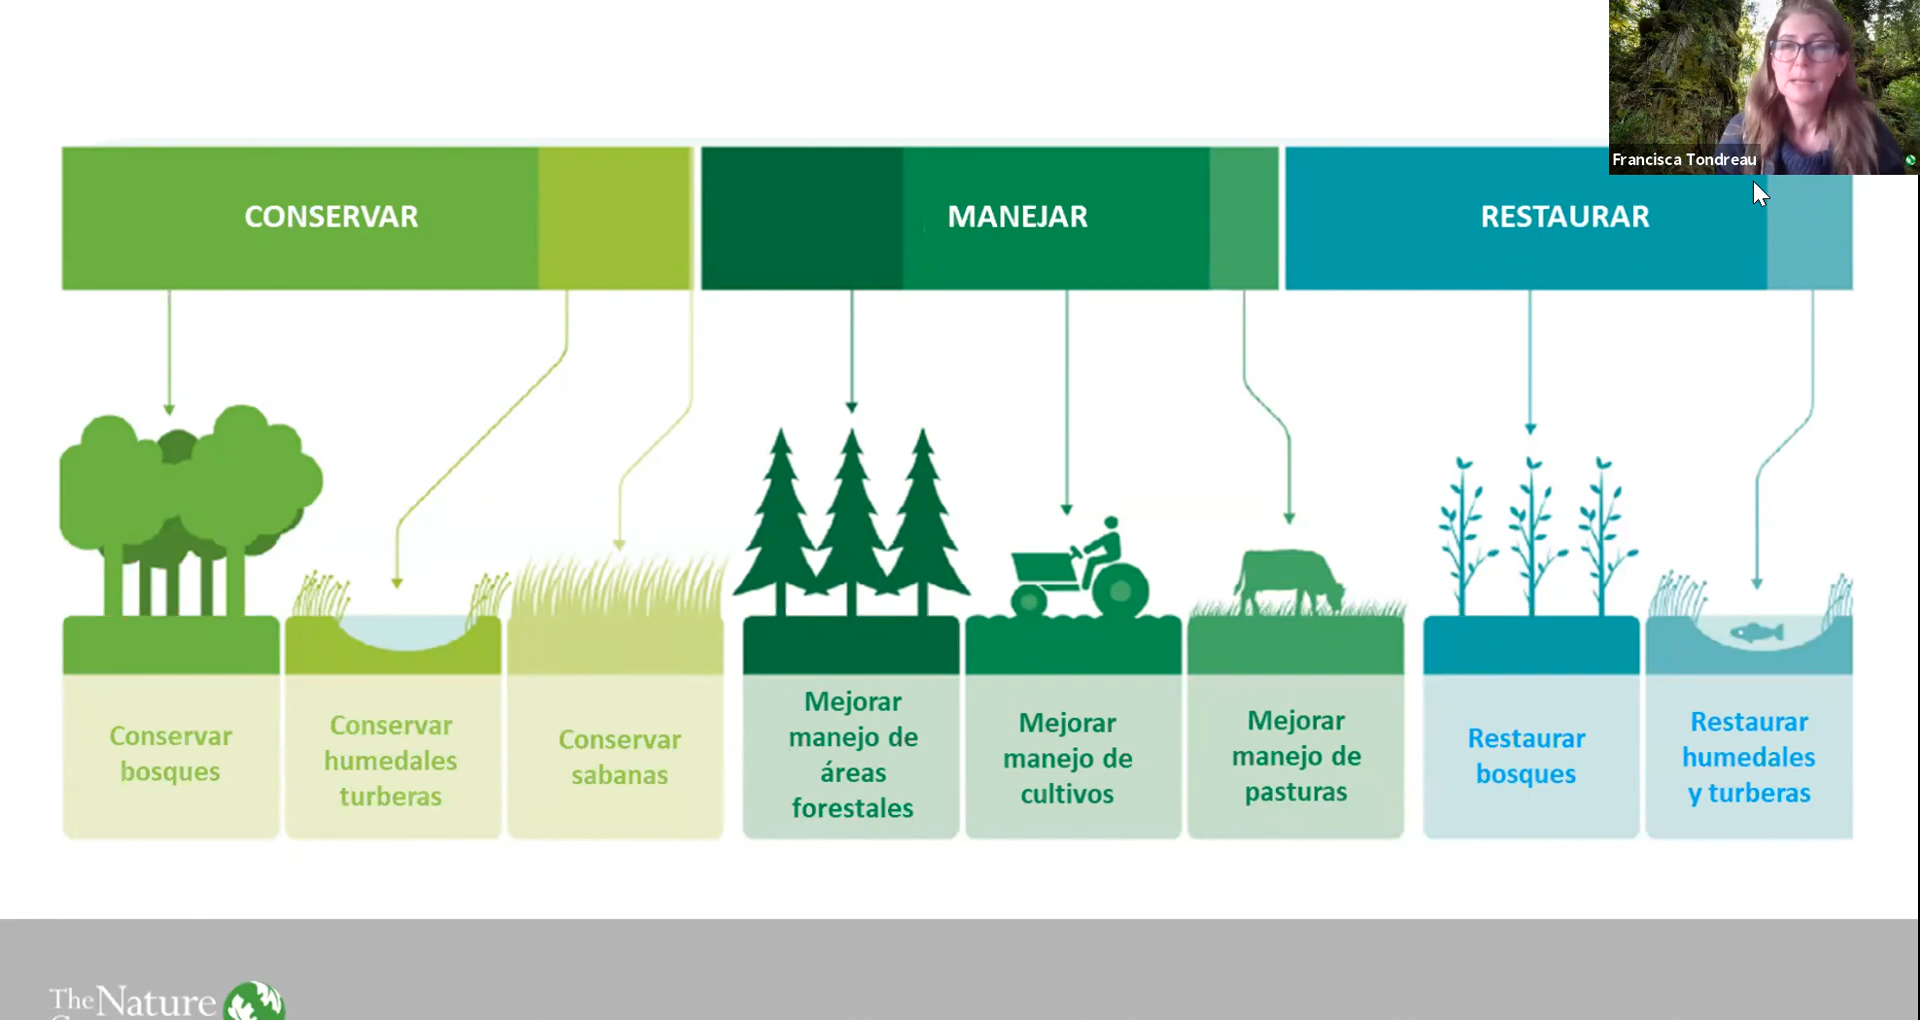 Francisca Tondreau
CONSERVAR
MANEJAR
RESTAURAR
Conservar
bosques
Conservar
humedales
turberas
Conservar
sabanas
Mejorar
manejo de
áreas
forestales
Mejorar
manejo de
cultivos
Mejorar
manejo de
pasturas
Restaurar
bosques
Restaurar
humedales
y turberas
The Nature